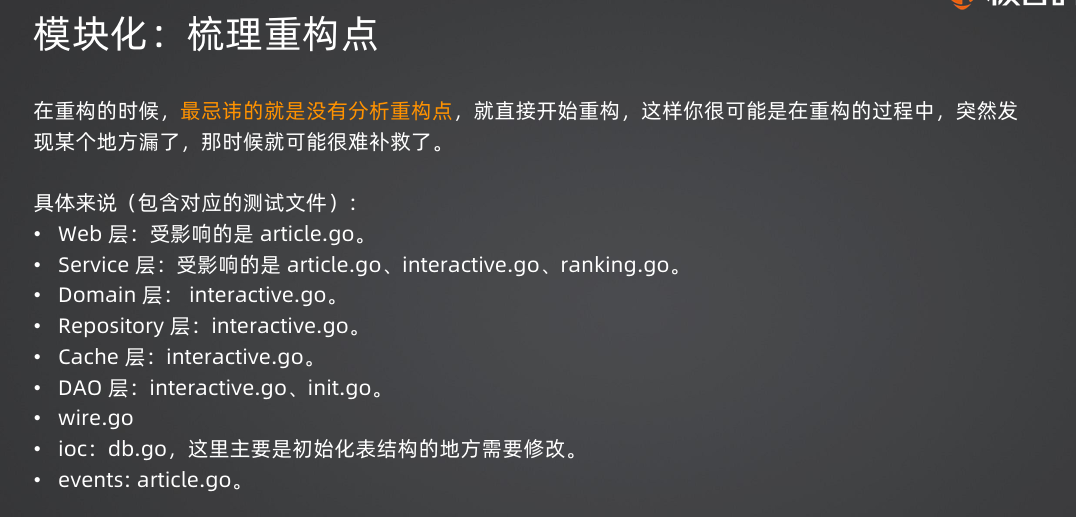 模块化：梳理重构点
在重构的时候，最忌讳的就是没有分析重构点，就直接开始重构，这样你很可能是在重构的过程中，突然发
现某个地方漏了，那时候就可能很难补救了。
具体来说（包含对应的测试文件）：
• Web 层：受影响的是 article.go。
• Service 层：受影响的是 article.go、interactive.go、ranking.go。
• Domain 层： interactive.go。
• Repository 层：interactive.go。
• Cache 层：interactive.go。
• DAO 层：interactive.go、init.go。
• wire.go
• ioc：db.go，这里主要是初始化表结构的地方需要修改。
• events: article.go。